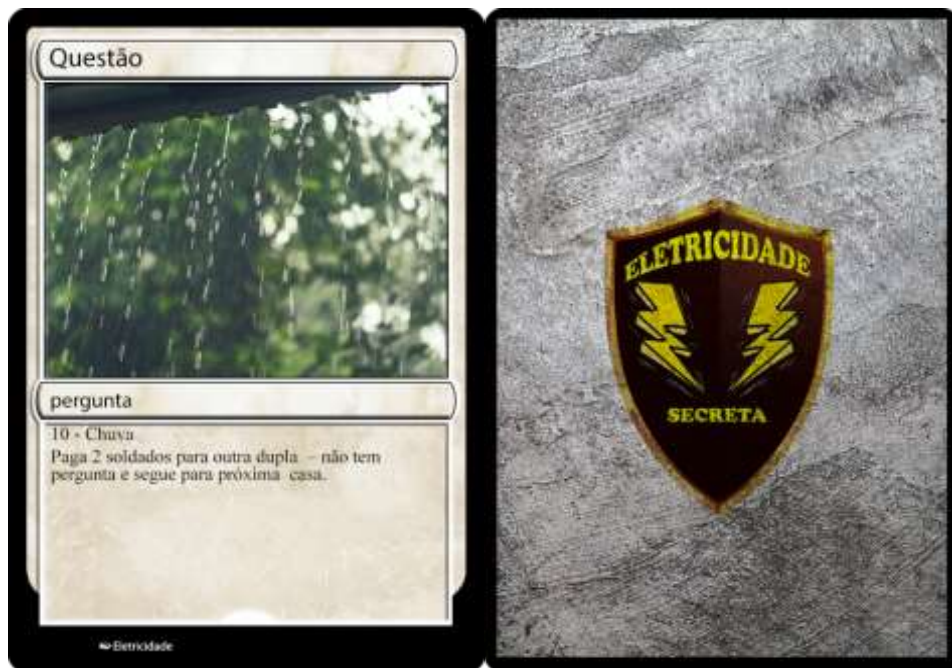 Questão
pergunta
10 - Chuva
Paga 2 soldados para outra dupla – não tem
pergunta e segue para próxima casa.
Eletricidade
ELETRICIDADE
SECRETA